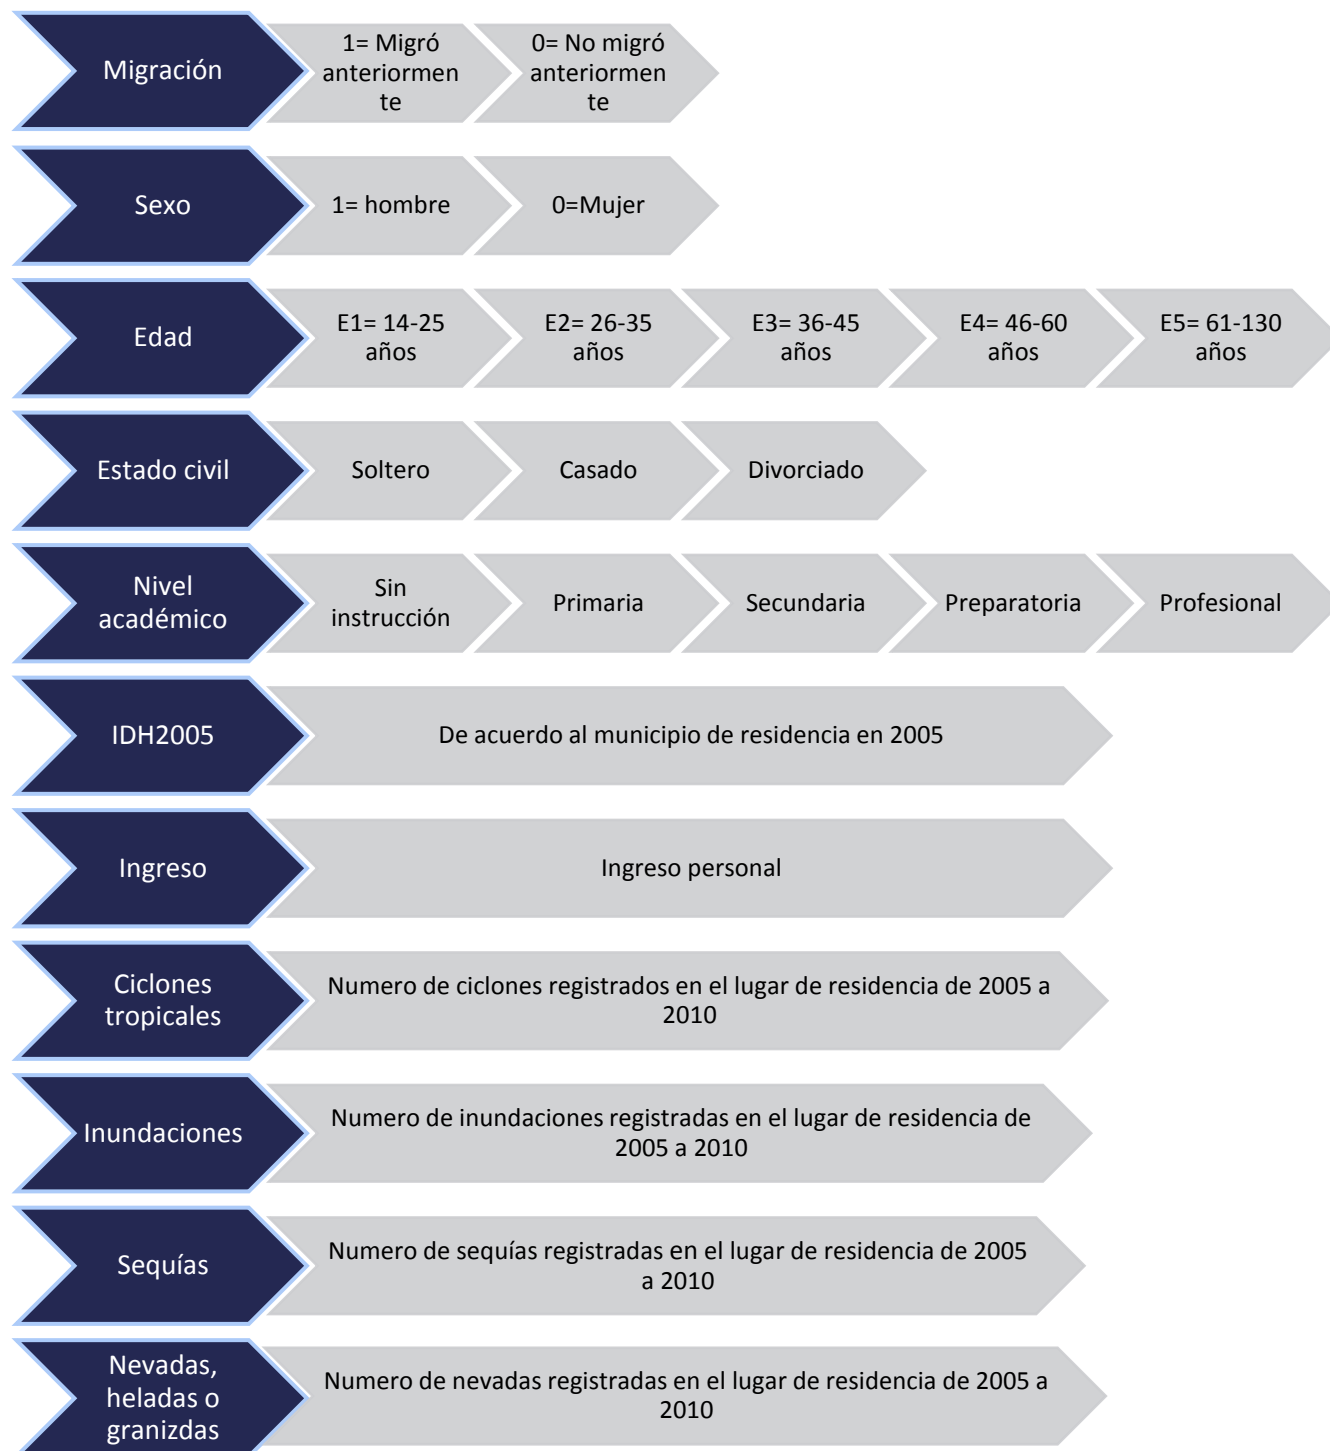 Migración
1= Migró
anteriormen
te
0= No migró
anteriormen
te
Sexo
1= hombre
0=Mujer
Edad
E1= 14-25
años
E2= 26-35
años
E3= 36-45
años
E4= 46-60
años
E5= 61-130
años
Estado civil
Soltero
Casado
Divorciado
Nivel
académico
Sin
instrucción
Primaria
Secundaria
Preparatoria
Profesional
IDH2005
De acuerdo al municipio de residencia en 2005
Ingreso
Ingreso personal
Ciclones
tropicales
Numero de ciclones registrados en el lugar de residencia de 2005 a
2010
Inundaciones
Numero de inundaciones registradas en el lugar de residencia de
2005 a 2010
Sequías
Numero de sequías registradas en el lugar de residencia de 2005
a 2010
Nevadas,
heladas o
granizdas
Numero de nevadas registradas en el lugar de residencia de 2005 a
2010